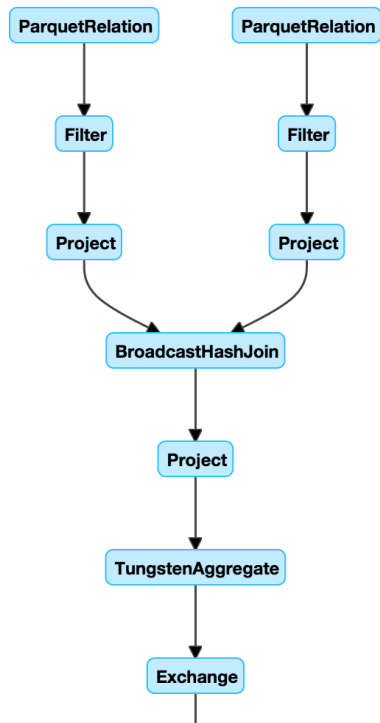 ParquetRelation
ParquetRelation
Filter
Filter
Project
Project
BroadcastHashJoin
Project
TungstenAggregate
Exchange